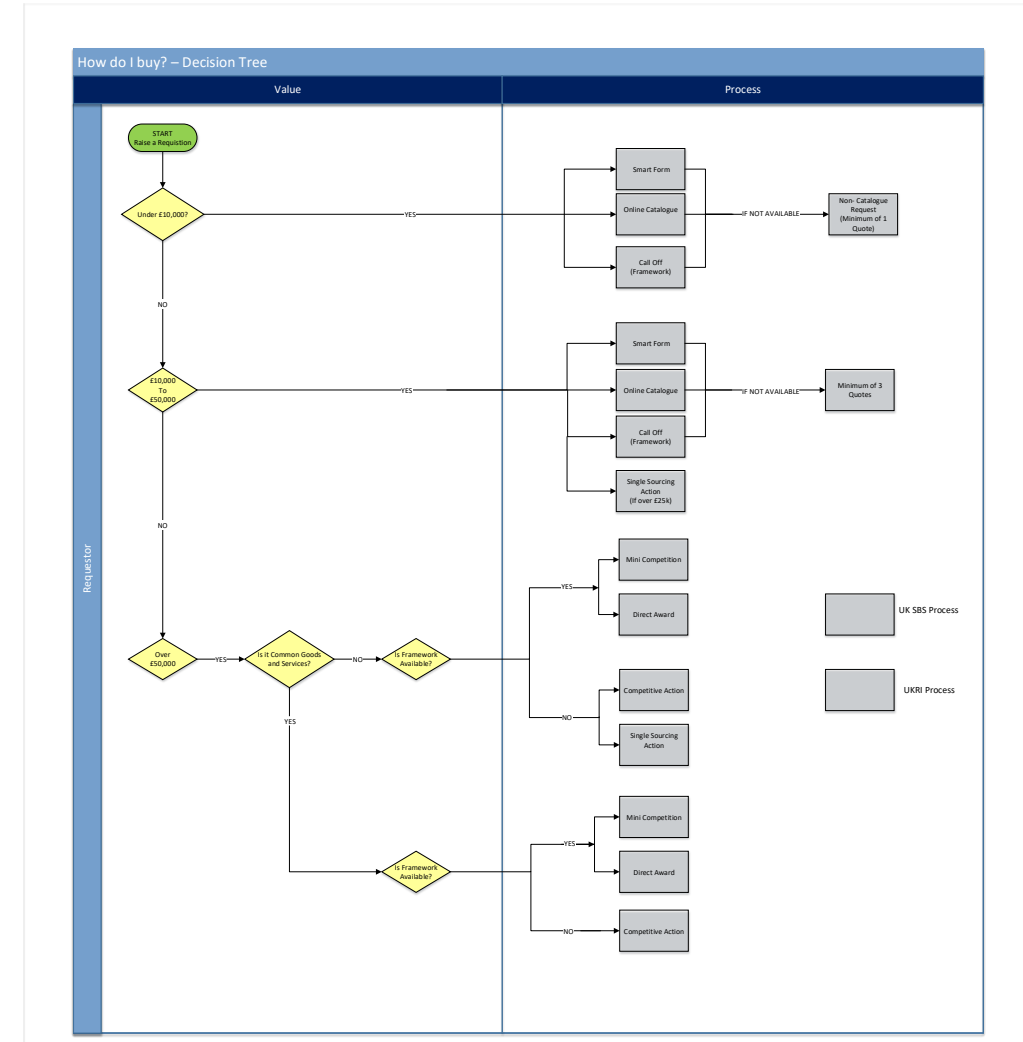 How do I buy? – Decision Tree
Value
Process
Requestor
START
Raise a Requistion
Under £10,000?
YES
Smart Form
Online Catalogue
Call Off
(Framework)
IF NOT AVAILABLE
Non- Catalogue
Request
(Minimum of 1
Quote)
NO
£10,000
To
£50,000
YES
Smart Form
Online Catalogue
Call Off
(Framework)
Single Sourcing
Action
(If over £25k)
IF NOT AVAILABLE
Minimum of 3
Quotes
NO
Over
£50,000
YES
Is it Common Goods
and Services?
NO
Is Framework
Available?
YES
Mini Competition
Direct Award
NO
Competitive Action
Single Sourcing
Action
UK SBS Process
UKRI Process
YES
Is Framework
Available?
YES
Mini Competition
Direct Award
NO
Competitive Action